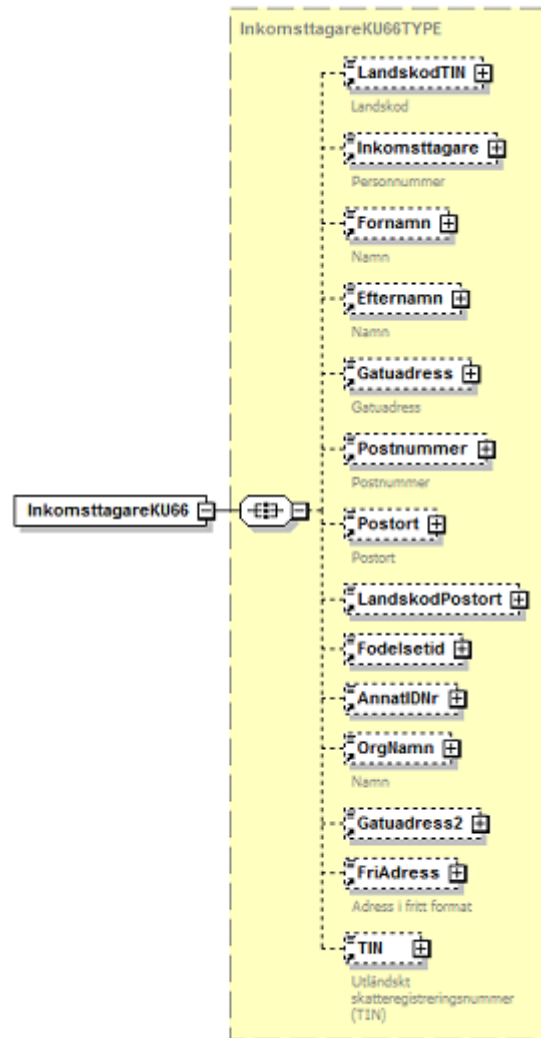 InkomsttagareKU66TYPE
LandskodTIN
Landskod
Inkomsttagare
Personnummer
Fornamn
Namn
Efternamn
Namn
Gatuadress
Gatuadress
Postnummer
Postnummer
InkomsttagareKU66
Postort
Postort
LandskodPostort
Fodelsetid
AnnatIDNr
OrgNamn
Namn
Gatuadress2
FriAdress
Adress i fritt format
TIN
Utländskt
skatteregistreringsnummer
(TIN)